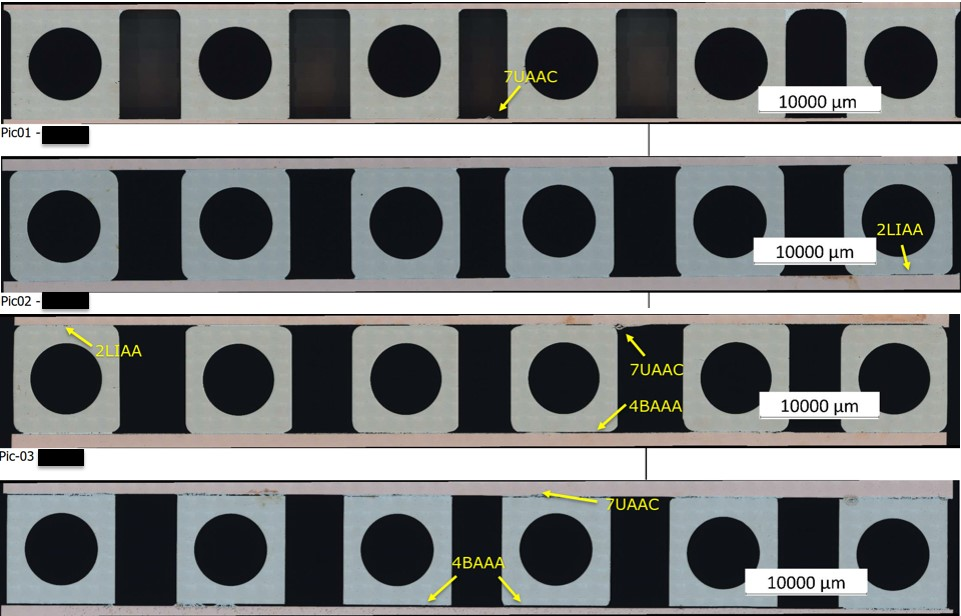 7UAAC
10000 µm
Pic01 -
2LIAA
10000 µm
Pic02 -
2LIAA
7UAAC
4BAAA
10000 µm
Pic-03
7UAAC
4BAAA
10000 µm